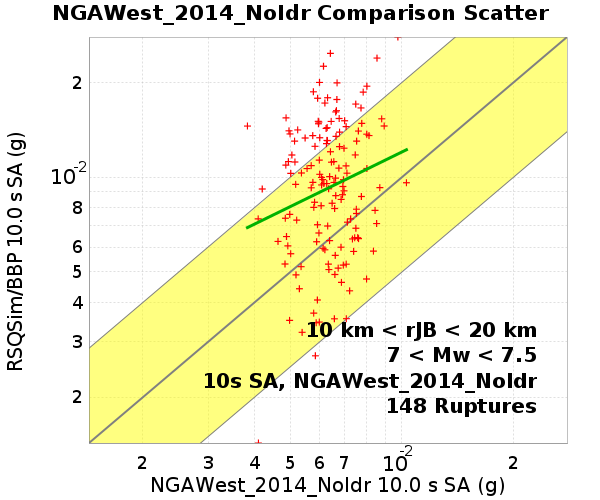 NGAWest_2014_NoIdr Comparison Scatter
RSQSim/BBP 10.0 s SA (g)
2
10-2
8
6
5
4
3
2
10 km < rJB < 20 km
7 < Mw < 7.5
10s SA, NGAWest_2014_NoIdr
148 Ruptures
2 3 4 5 6 7 10-2 2
NGAWest_2014_NoIdr 10.0 s SA (g)